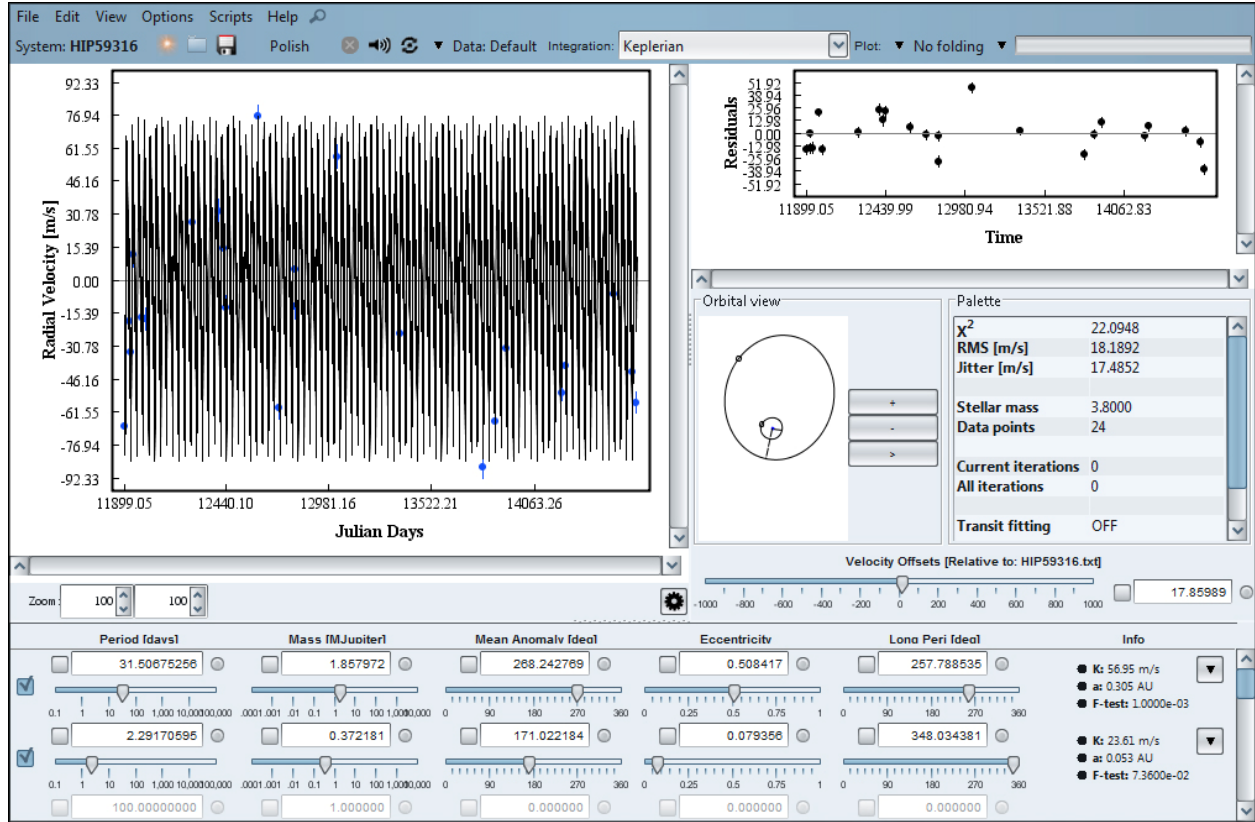 File Edit View Options Scripts Help
System: HIP59316 Polish Data: Default Integration: Keplerian Plot: No folding
92.33
76.94
61.55
46.16
30.78
15.39
0.00
-15.39
-30.78
-46.16
-61.55
-76.94
-92.33
Radial Velocity [m/s]
11899.05 12440.10 12981.16 13522.21 14063.26
Julian Days
51.92
38.94
25.96
12.98
0.00
-12.98
-25.96
-38.94
-51.92
Residuals
11899.05 12439.99 12980.94 13521.88 14062.83
Time
Orbital view
+
-
>
Palette
X2 22.0948
RMS [m/s] 18.1892
Jitter [m/s] 17.4852
Stellar mass 3.8000
Data points 24
Current iterations 0
All iterations 0
Transit fitting OFF
Zoom: 100 100
Velocity Offsets [Relative to: HIP59316.txt]
-1000 -800 -600 -400 -200 0 200 400 600 800 1000
17.85989
Period [days] Mass [MJupiter] Mean Anomaly [deg] Eccentricity Long Peri [deg] Info
31.50675256 1.857972 268.242769 0.508417 257.788535
K: 56.95 m/s
a: 0.305 AU
F-test: 1.0000e-03
0.1 1 10 100 1,000 10,000 .0001 .001 .01 0.1 1 10 100 0 90 180 270 360 0 0.25 0.5 0.75 1 0 90 180 270 360
2.29170595 0.372181 171.022184 0.079356 348.034381
K: 23.61 m/s
a: 0.053 AU
F-test: 7.3600e-02
0.1 1 10 100 1,000 10,000 .0001 .001 .01 0.1 1 10 100 0 90 180 270 360 0 0.25 0.5 0.75 1 0 90 180 270 360
100.00000000 1.000000 0.000000 0.000000 0.000000